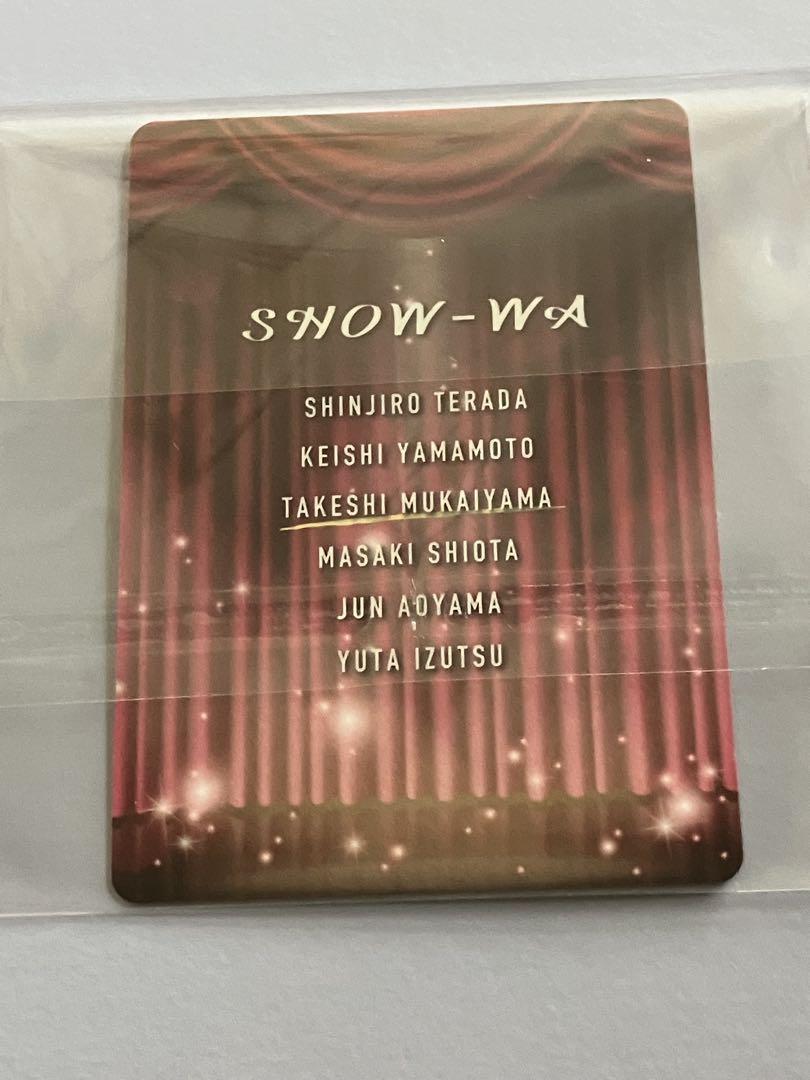 SHOW-WA
SHINJIRO TERADA
KEISHI YAMAMOTO
TAKESHI MUKAIYAMA
MASAKI SHIOTA
JUN AOYAMA
YUTA IZUTSU